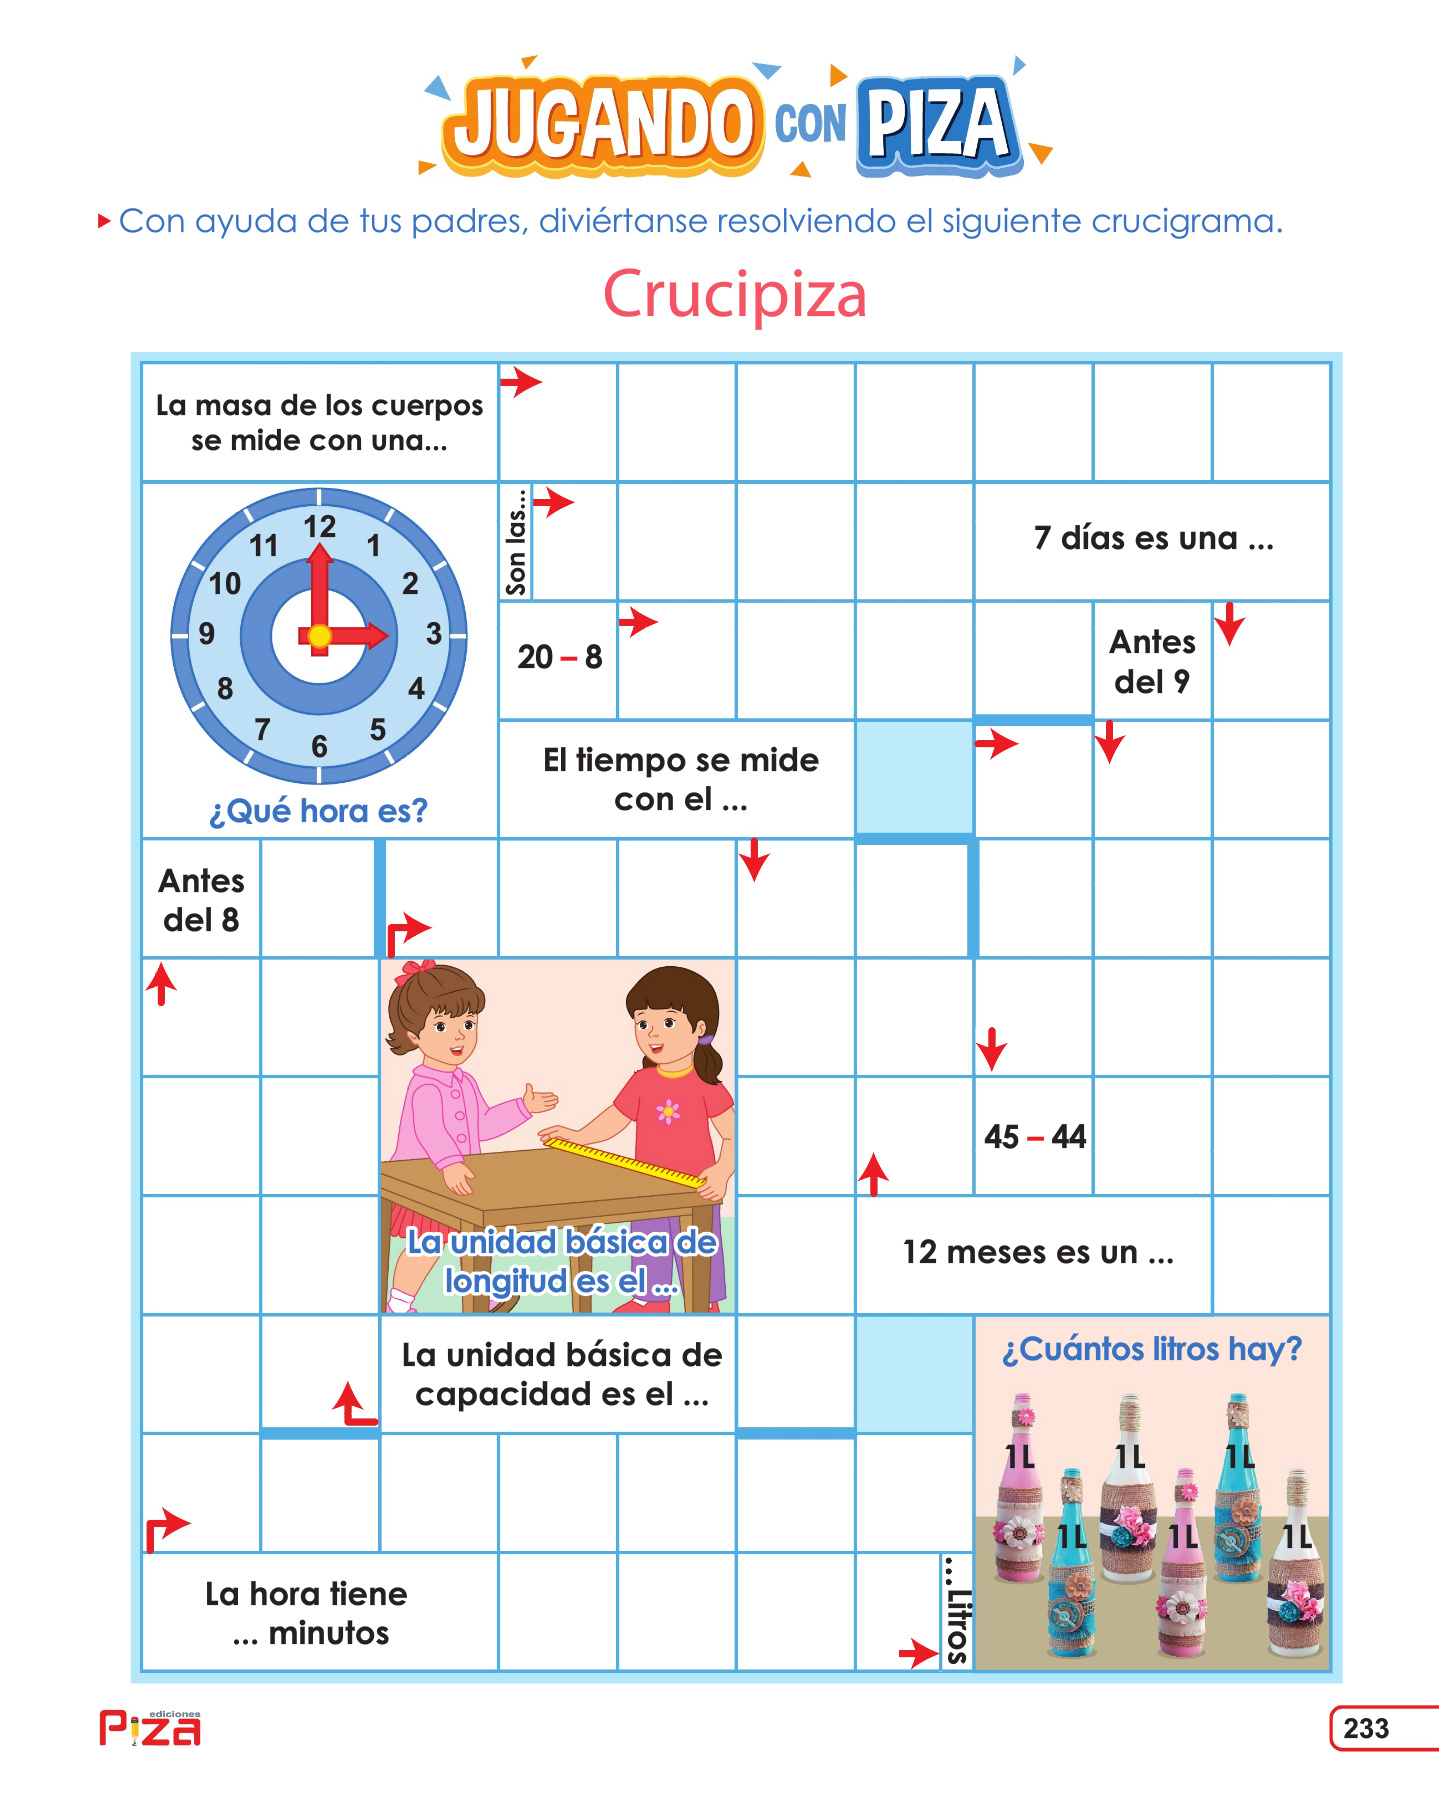 JUGANDO CON PIZA
Con ayuda de tus padres, diviértanse resolviendo el siguiente crucigrama.
Crucipiza
La masa de los cuerpos
se mide con una...
12
1
2
3
4
5
6
7
8
9
10
11
¿Qué hora es?
Son las...
7 días es una ...
20 – 8
Antes
del 9
El tiempo se mide
con el ...
Antes
del 8
La unidad básica de
longitud es el ...
45 – 44
12 meses es un ...
La unidad básica de
capacidad es el ...
¿Cuántos litros hay?
1L
1L
1L
1L
1L
1L
La hora tiene
... minutos
...Litros
ediciones
Piza
233